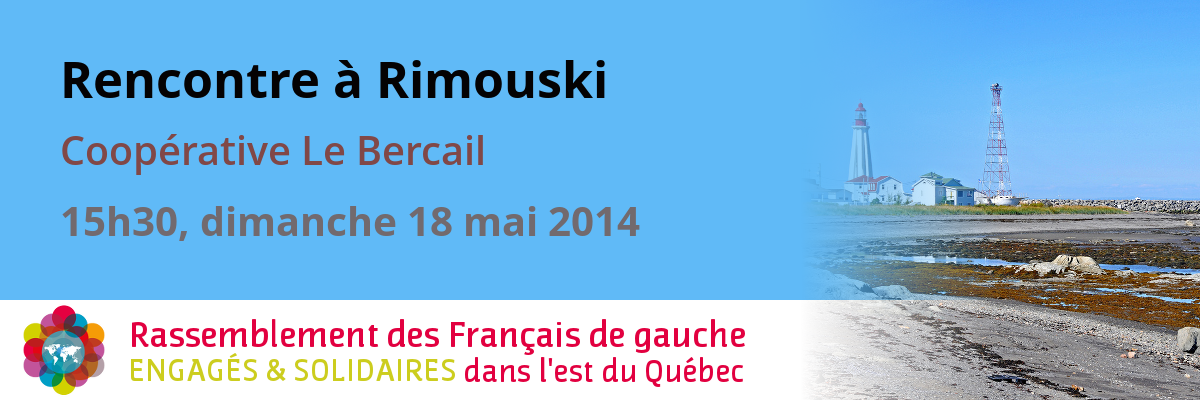 Rencontre à Rimouski
Coopérative Le Bercail
15h30, dimanche 18 mai 2014
Rassemblement des Français de gauche
ENGAGÉS & SOLIDAIRES dans l'est du Québec